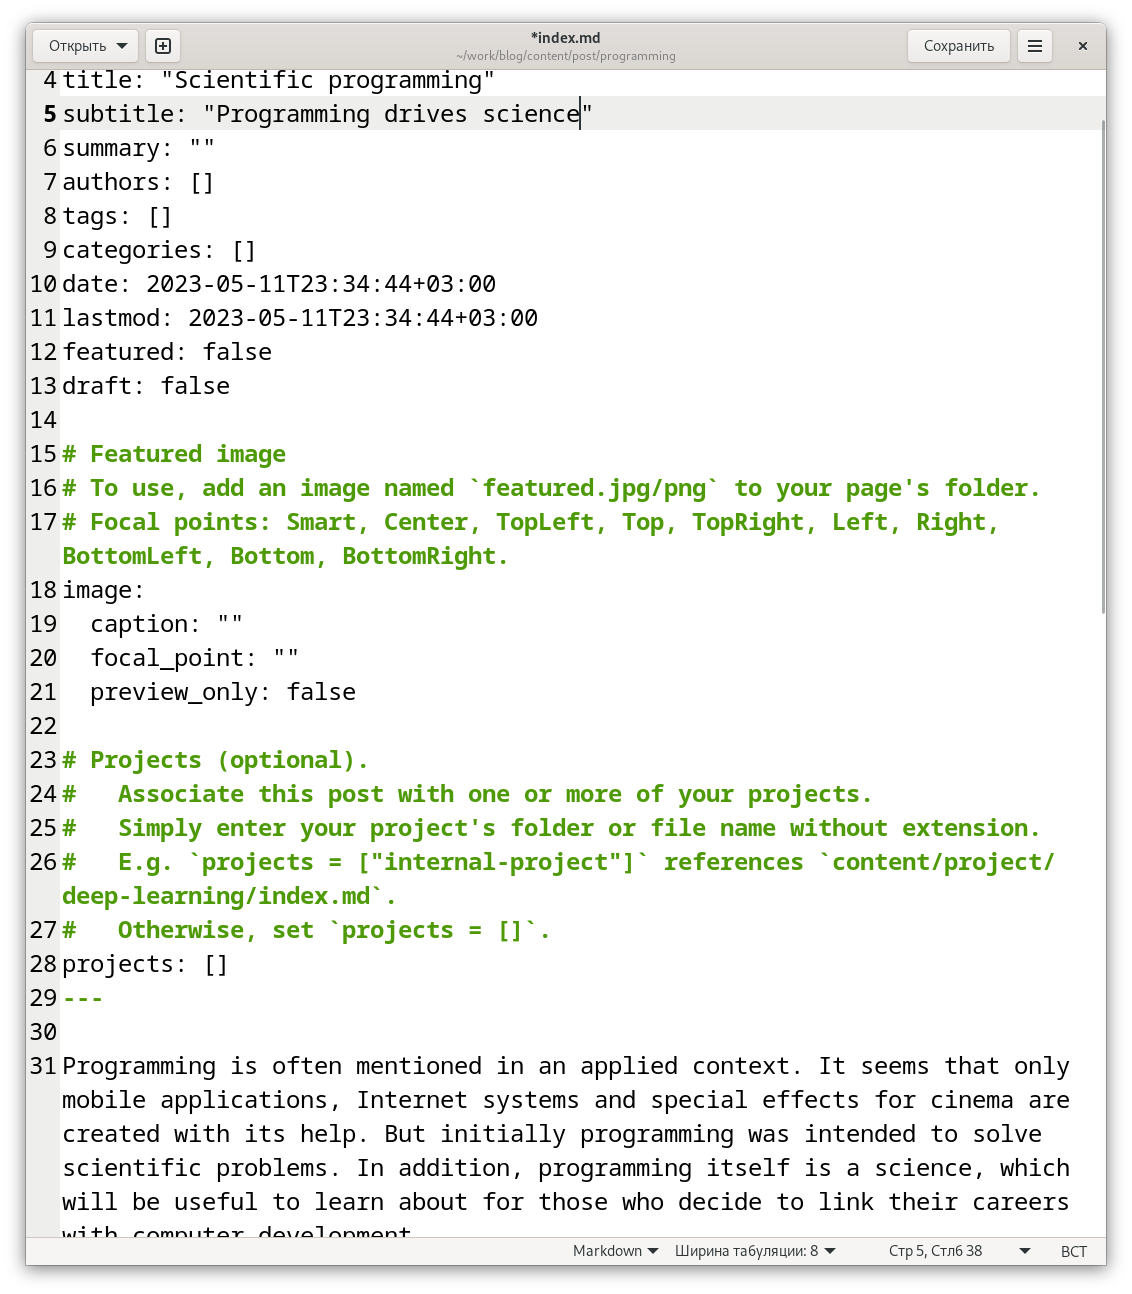 Открыть
*index.md
~/work/blog/content/post/programming
Сохранить
4 title: "Scientific programming"
5 subtitle: "Programming drives science"
6 summary: ""
7 authors: []
8 tags: []
9 categories: []
10 date: 2023-05-11T23:34:44+03:00
11 lastmod: 2023-05-11T23:34:44+03:00
12 featured: false
13 draft: false
14
15 # Featured image
16 # To use, add an image named `featured.jpg/png` to your page's folder.
17 # Focal points: Smart, Center, TopLeft, Top, TopRight, Left, Right,
BottomLeft, Bottom, BottomRight.
18 image:
19   caption: ""
20   focal_point: ""
21   preview_only: false
22
23 # Projects (optional).
24 #   Associate this post with one or more of your projects.
25 #   Simply enter your project's folder or file name without extension.
26 #   E.g. `projects = ["internal-project"]` references `content/project/
deep-learning/index.md`.
27 #   Otherwise, set `projects = []`.
28 projects: []
29 ---
30
31 Programming is often mentioned in an applied context. It seems that only
mobile applications, Internet systems and special effects for cinema are
created with its help. But initially programming was intended to solve
scientific problems. In addition, programming itself is a science, which
will be useful to learn about for those who decide to link their careers
with computer development
Markdown Ширина табуляции: 8 Стр 5, Стлб 38 ВСТ